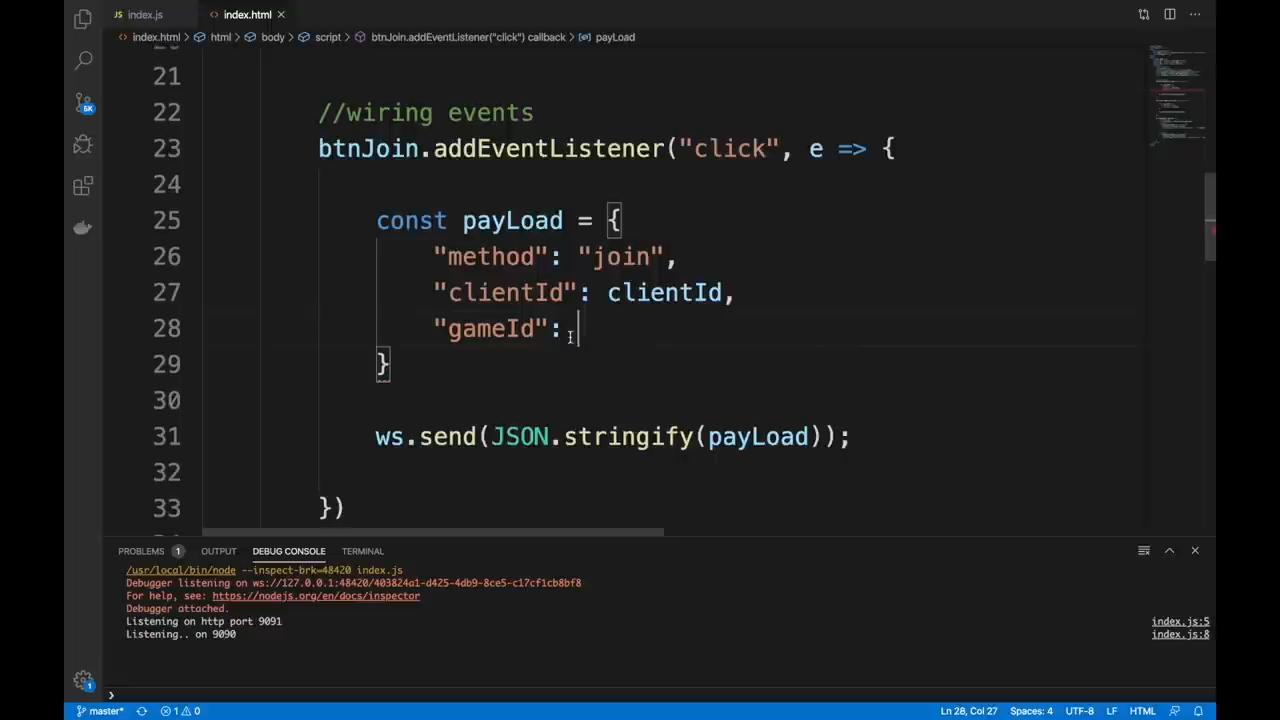 index.js
index.html
index.html > html > body > script > btnJoin.addEventListener("click") callback > payLoad
21
22 //wiring events
23 btnJoin.addEventListener("click", e => {
24
25 const payLoad = {
26 "method": "join",
27 "clientId": clientId,
28 "gameId":
29 }
30
31 ws.send(JSON.stringify(payLoad));
32
33 })
5K
PROBLEMS 1 OUTPUT DEBUG CONSOLE TERMINAL
/usr/local/bin/node --inspect-brk=48420 index.js
Debugger listening on ws://127.0.0.1:48420/403824a1-d425-4db9-8ce5-c17cf1cb8bf8
For help, see: https://nodejs.org/en/docs/inspector
Debugger attached.
Listening on http port 9091 index.js:5
Listening.. on 9090 index.js:8
1
master* 1 0 Ln 28, Col 27 Spaces: 4 UTF-8 LF HTML